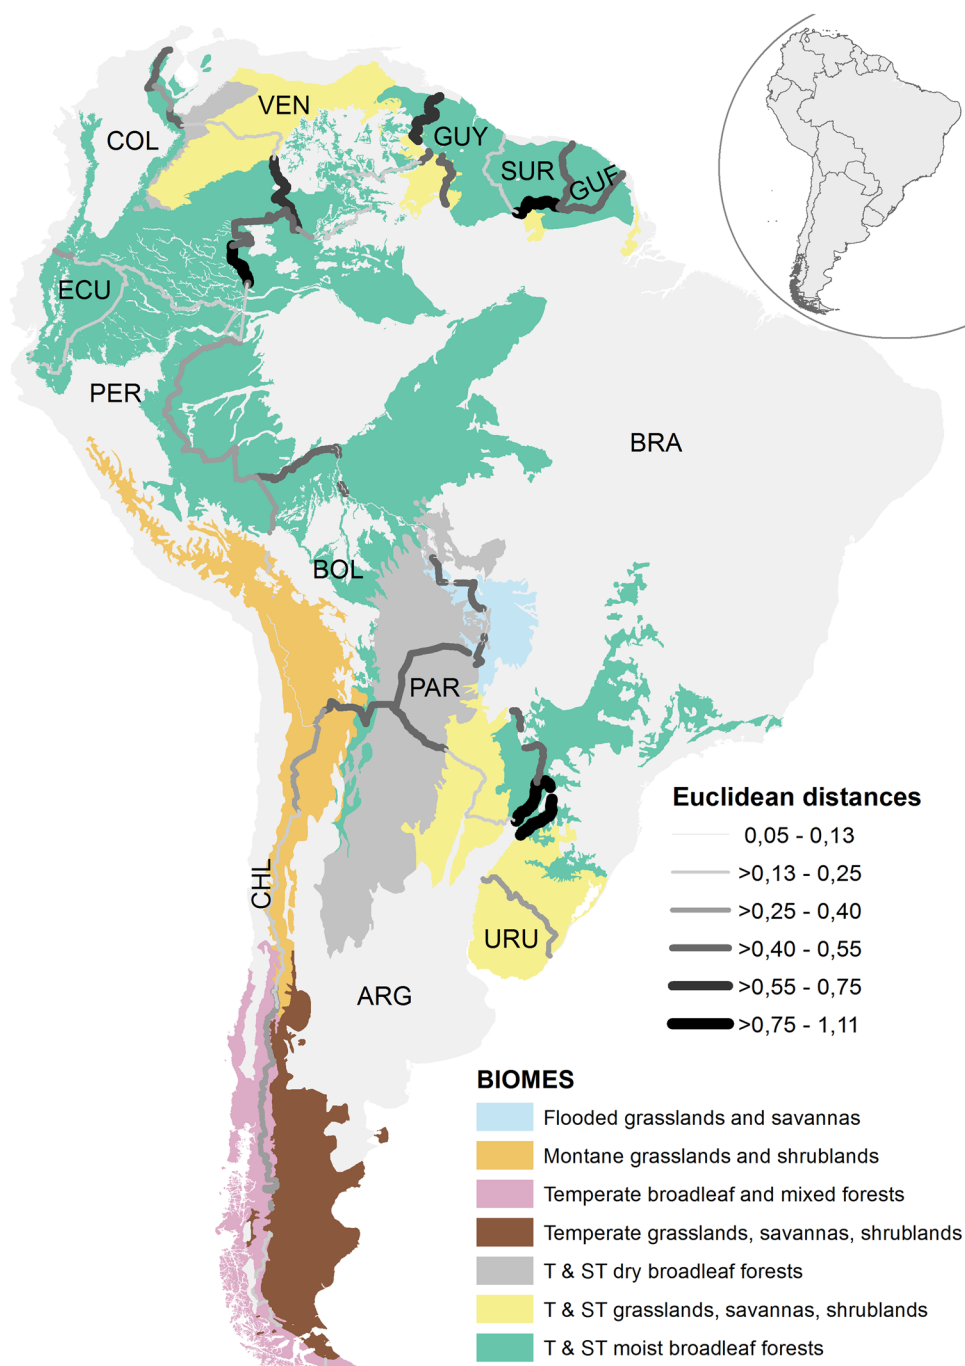 VEN
COL
GUY
SUR
GUF
ECU
PER
BRA
BOL
PAR
CHL
URU
ARG
Euclidean distances
0,05 - 0,13
>0,13 - 0,25
>0,25 - 0,40
>0,40 - 0,55
>0,55 - 0,75
>0,75 - 1,11
BIOMES
Flooded grasslands and savannas
Montane grasslands and shrublands
Temperate broadleaf and mixed forests
Temperate grasslands, savannas, shrublands
T & ST dry broadleaf forests
T & ST grasslands, savannas, shrublands
T & ST moist broadleaf forests